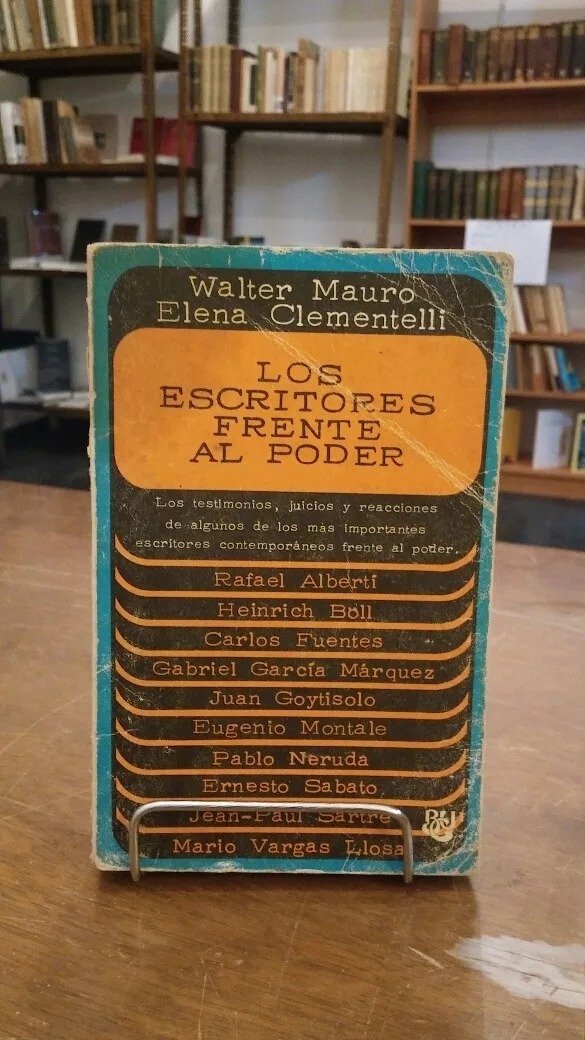 Walter Mauro
Elena Clementelli
LOS
ESCRITORES
FRENTE
AL PODER
Los testimonios, juicios y reacciones
de algunos de los mas importantes
escritores contemporáneos frente al poder.
Rafael Alberti
Heinrich Böll
Carlos Fuentes
Gabriel García Márquez
Juan Goytisolo
Eugenio Montale
Pablo Neruda
Ernesto Sabato
Jean-Paul Sartre
Mario Vargas Llosa